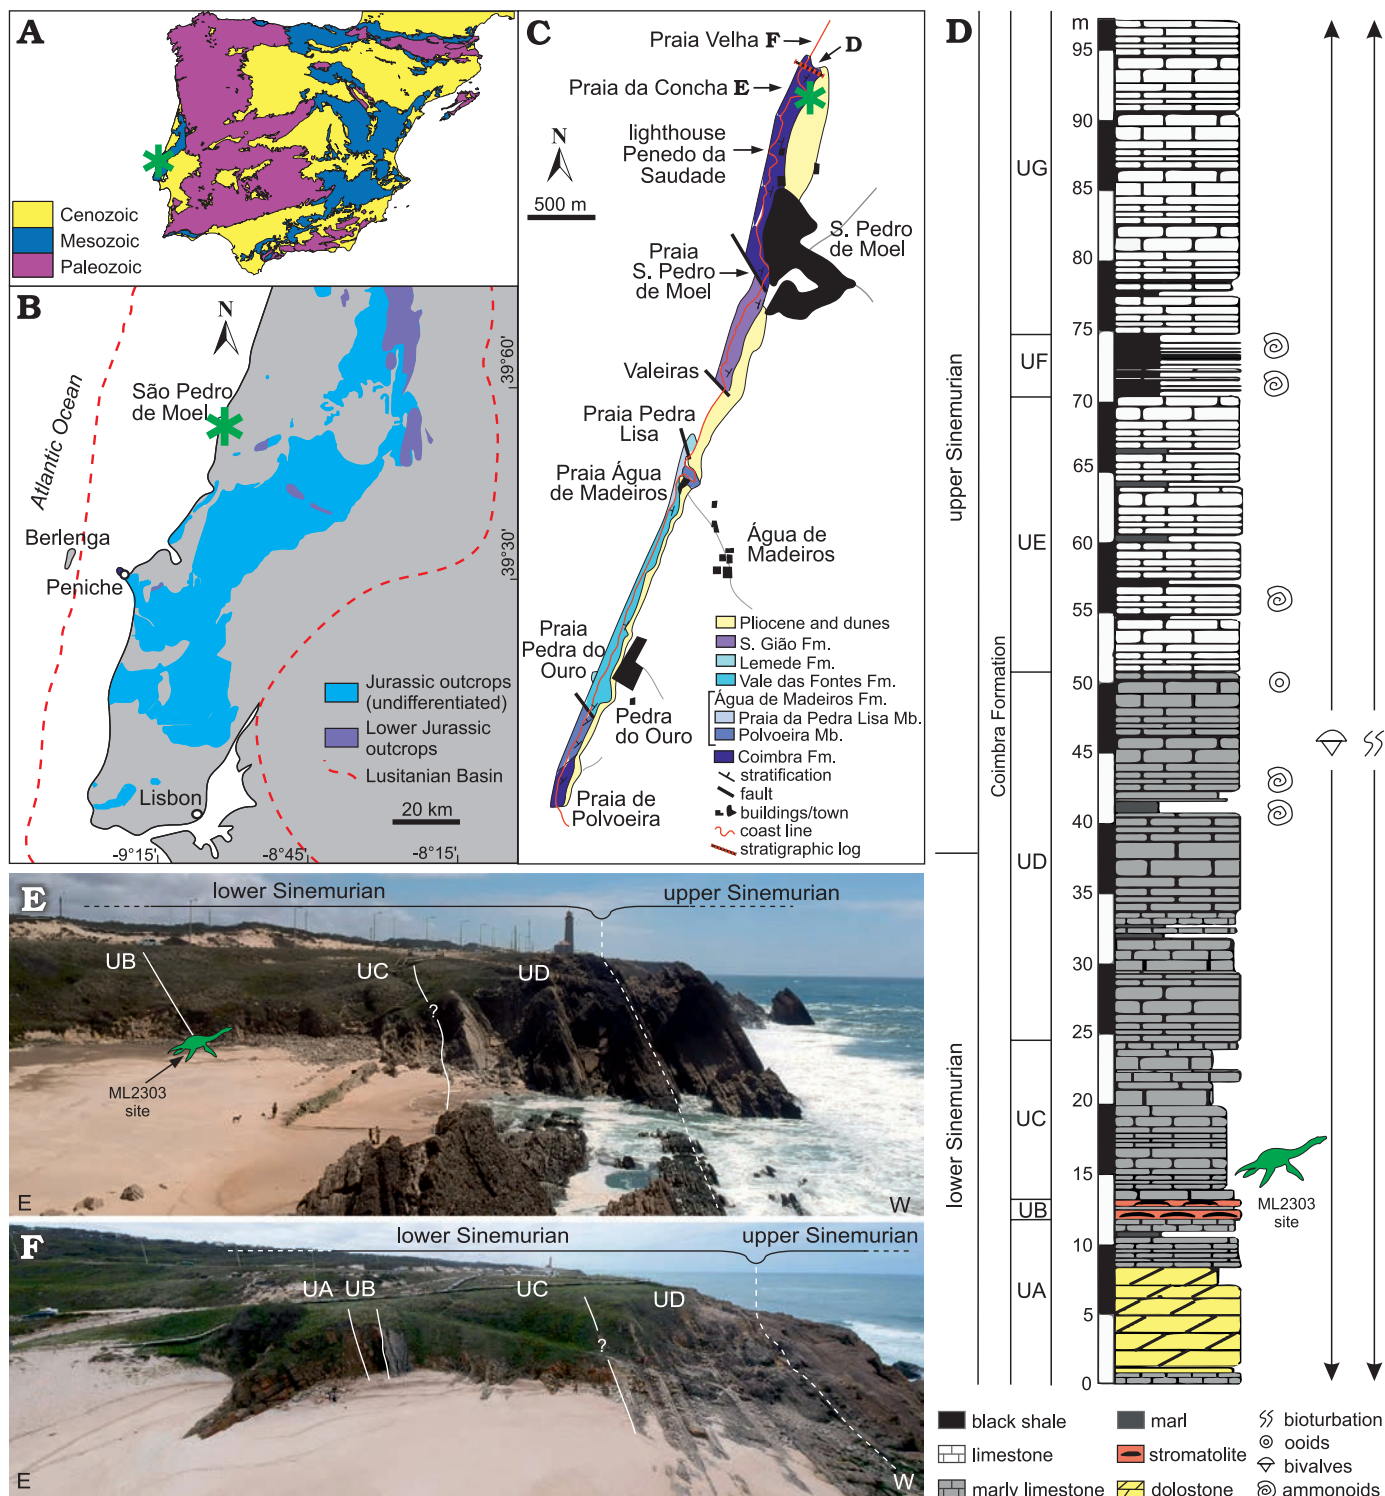 A
Cenozoic
Mesozoic
Paleozoic
B
N
São Pedro
de Moel
Atlantic Ocean
Berlenga
Peniche
Lisbon
39°60'
39°30'
Jurassic outcrops
(undifferentiated)
Lower Jurassic
outcrops
Lusitanian Basin
20 km
-9°15'
-8°45'
-8°15'
C
N
500 m
Praia Velha F
D
Praia da Concha E
lighthouse
Penedo da
Saudade
S. Pedro
de Moel
Praia
S. Pedro
de Moel
Valeiras
Praia Pedra
Lisa
Praia Água
de Madeiros
Água de
Madeiros
Praia
Pedra do
Ouro
Pedra
do Ouro
Praia de
Polvoeira
Pliocene and dunes
S. Gião Fm.
Lemede Fm.
Vale das Fontes Fm.
Água de Madeiros Fm.
Praia da Pedra Lisa Mb.
Polvoeira Mb.
Coimbra Fm.
stratification
fault
buildings/town
coast line
stratigraphic log
D
m
95
90
85
80
75
70
65
60
55
50
45
40
35
30
25
20
15
10
5
0
upper Sinemurian
lower Sinemurian
Coimbra Formation
UG
UF
UE
UD
UC
UB
UA
ML2303
site
black shale
limestone
marly limestone
marl
stromatolite
dolostone
bioturbation
ooids
bivalves
ammonoids
E
lower Sinemurian
upper Sinemurian
UB
UC
UD
?
ML2303
site
E
W
F
lower Sinemurian
upper Sinemurian
UA
UB
UC
UD
?
E
W